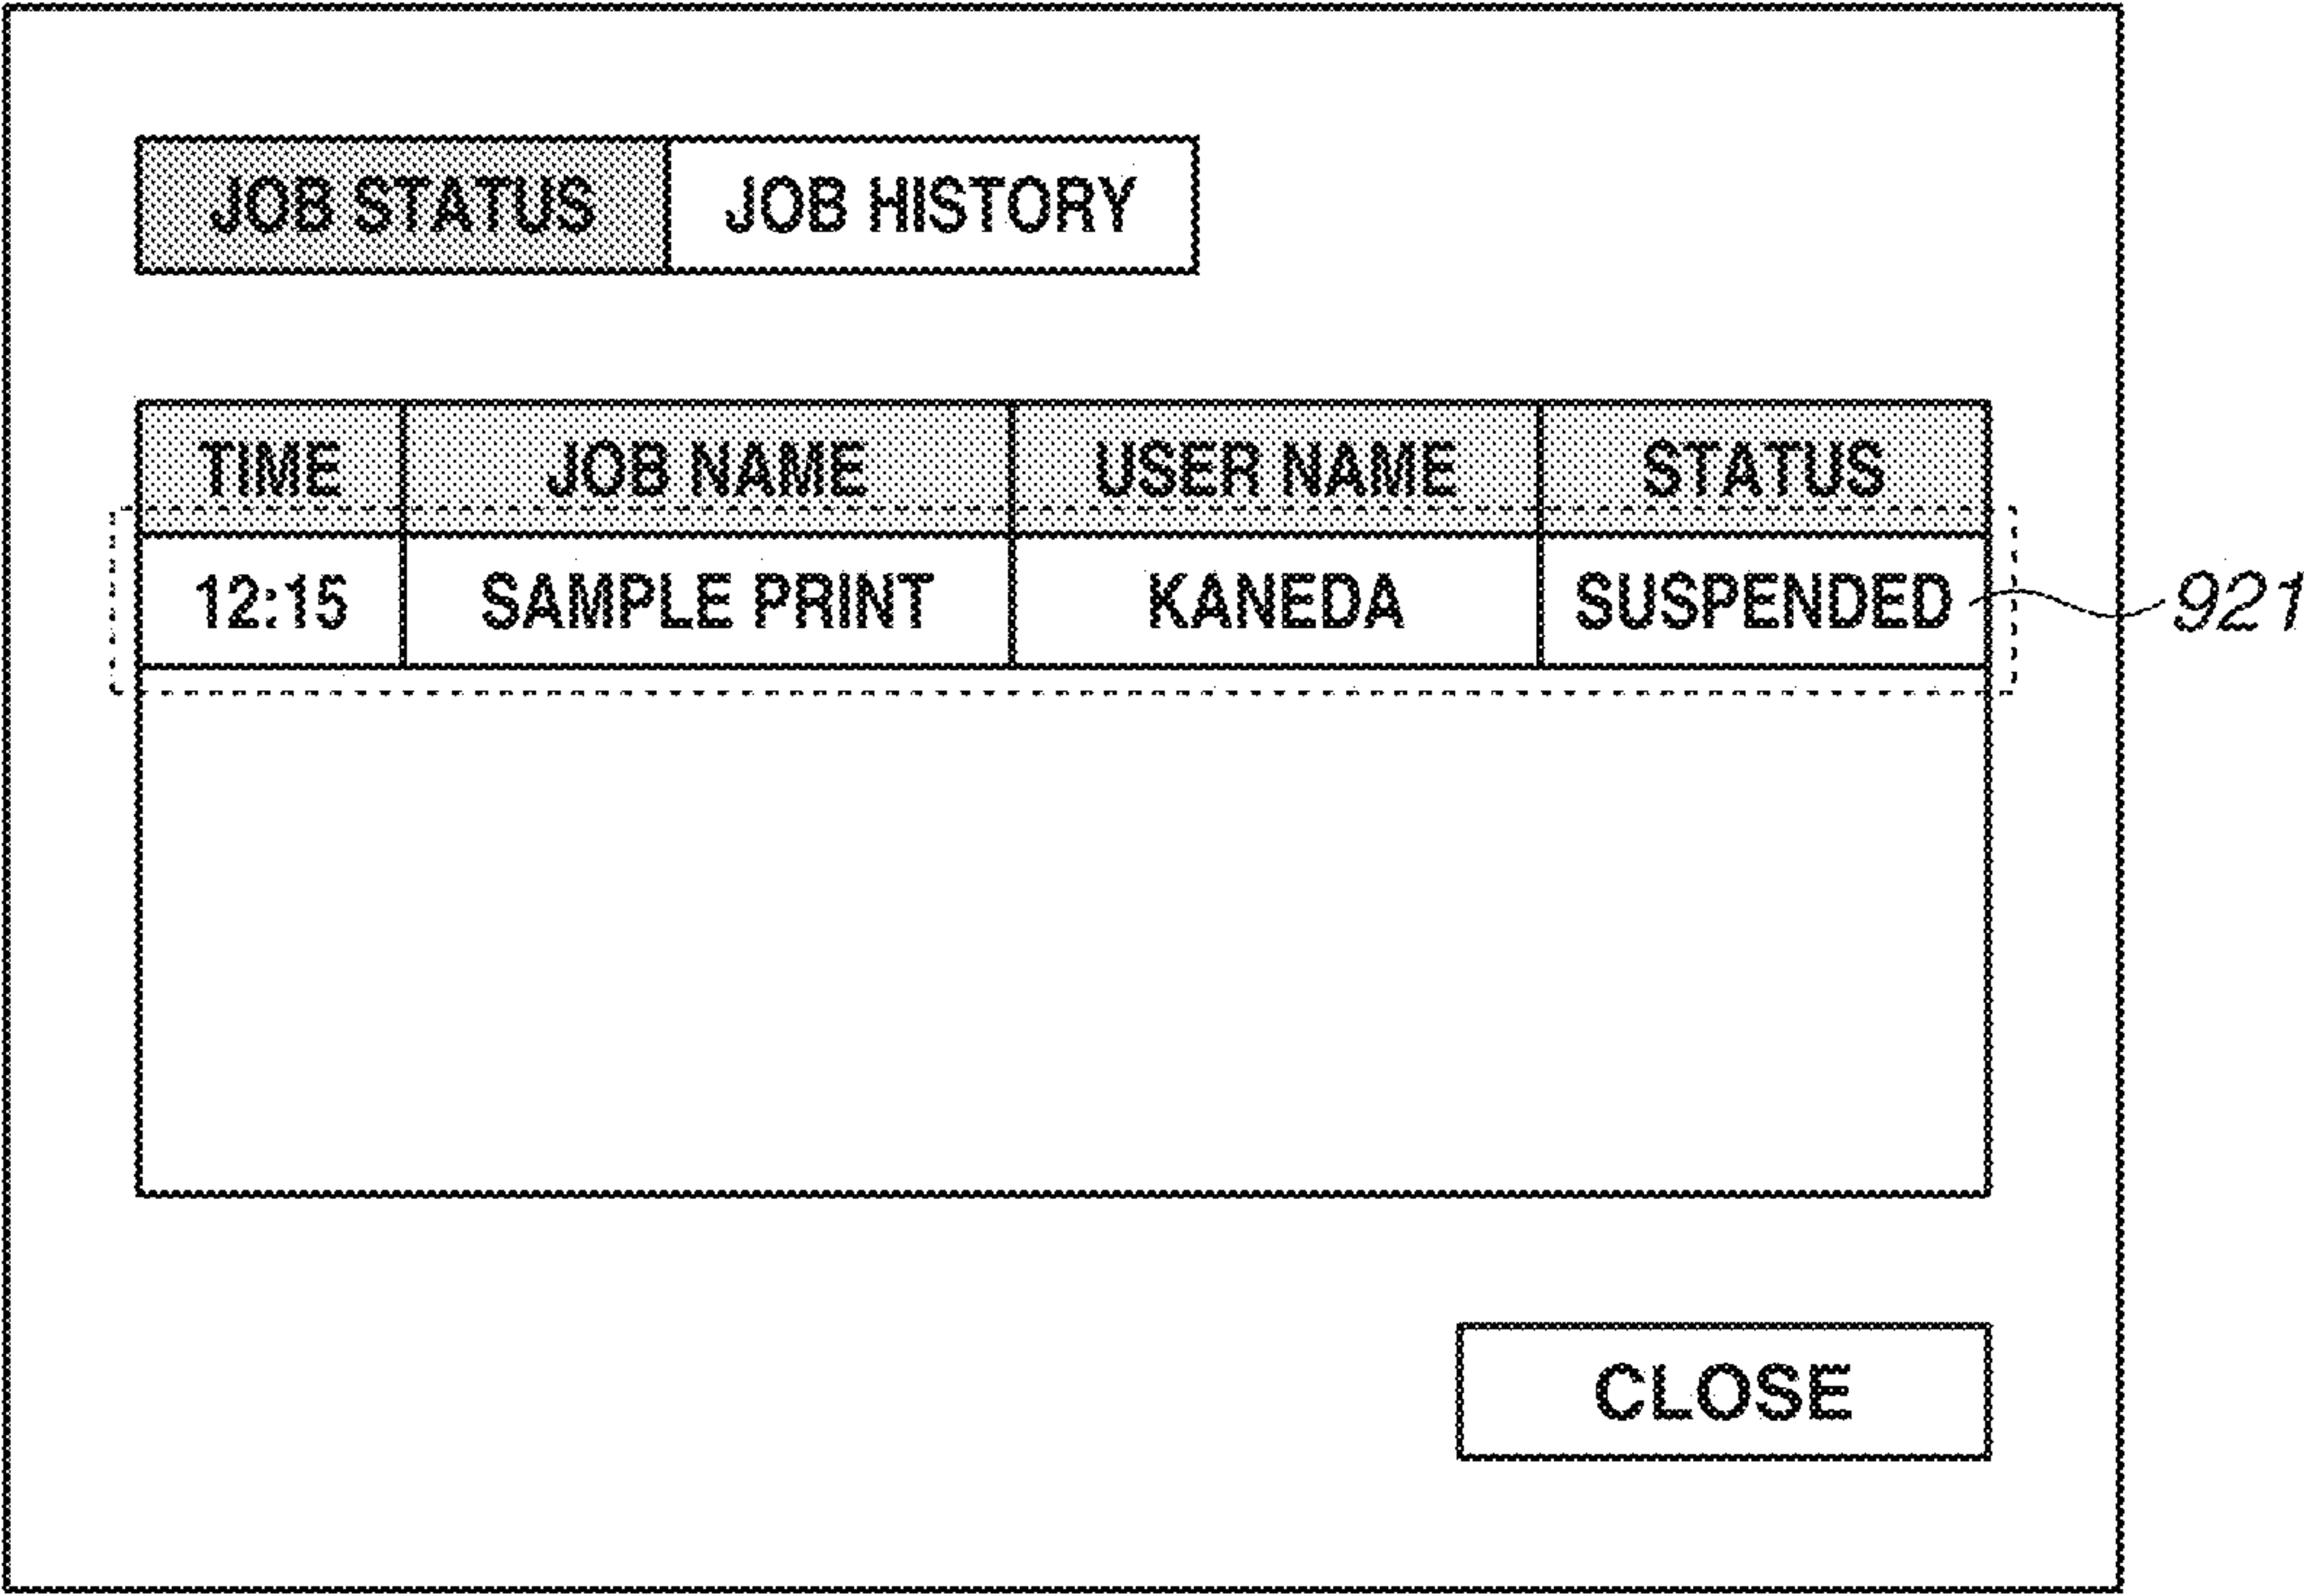 JOB STATUS JOB HISTORY
TIME JOB NAME USER NAME STATUS
12:15 SAMPLE PRINT KANEDA SUSPENDED 921
CLOSE